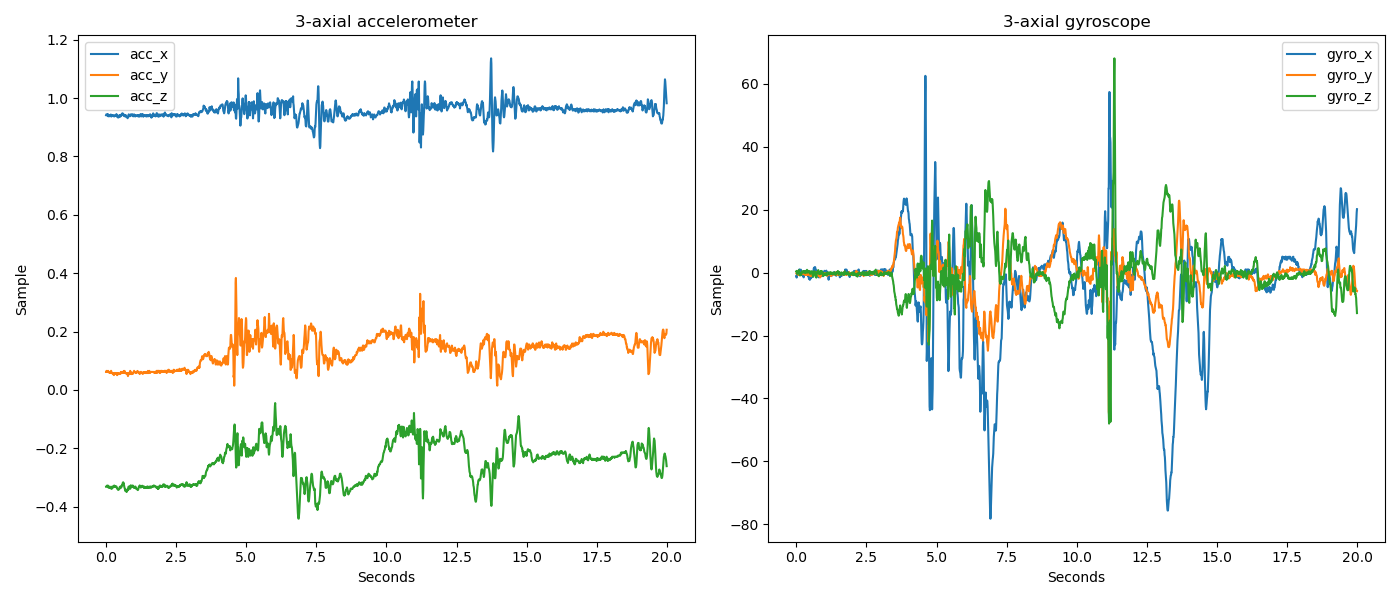 3-axial accelerometer
1.2
1.0
0.8
0.6
0.4
0.2
0.0
−0.2
−0.4
Sample
acc_x
acc_y
acc_z
0.0 2.5 5.0 7.5 10.0 12.5 15.0 17.5 20.0
Seconds
3-axial gyroscope
60
40
20
0
−20
−40
−60
−80
Sample
gyro_x
gyro_y
gyro_z
0.0 2.5 5.0 7.5 10.0 12.5 15.0 17.5 20.0
Seconds